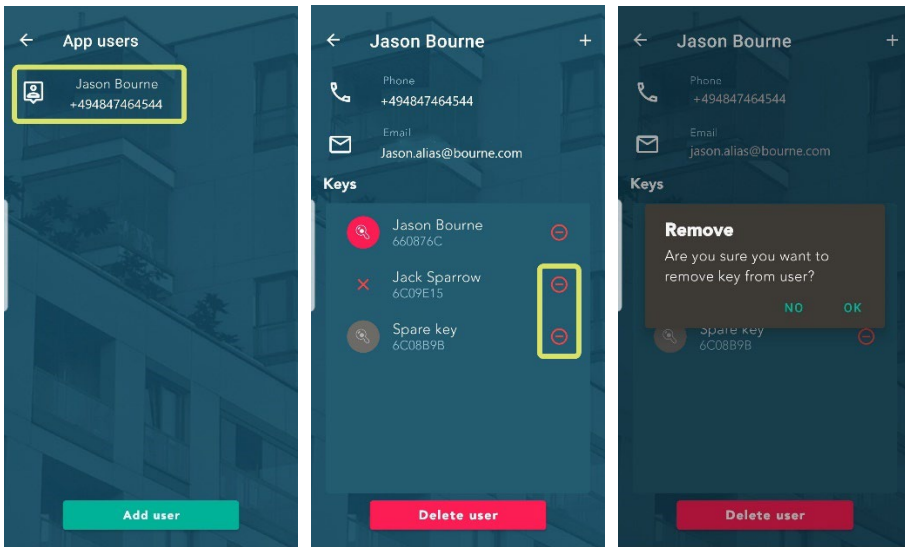 App users
Jason Bourne
+494847464544
Add user
Jason Bourne
Phone
+494847464544
Email
Jason.alias@bourne.com
Keys
Jason Bourne
660876C
Jack Sparrow
6C09E15
Spare key
6C08B9B
Delete user
Jason Bourne
Phone
+494847464544
Email
jason.alias@bourne.com
Keys
Remove
Are you sure you want to
remove key from user?
NO OK
Spare key
6C08B9B
Delete user